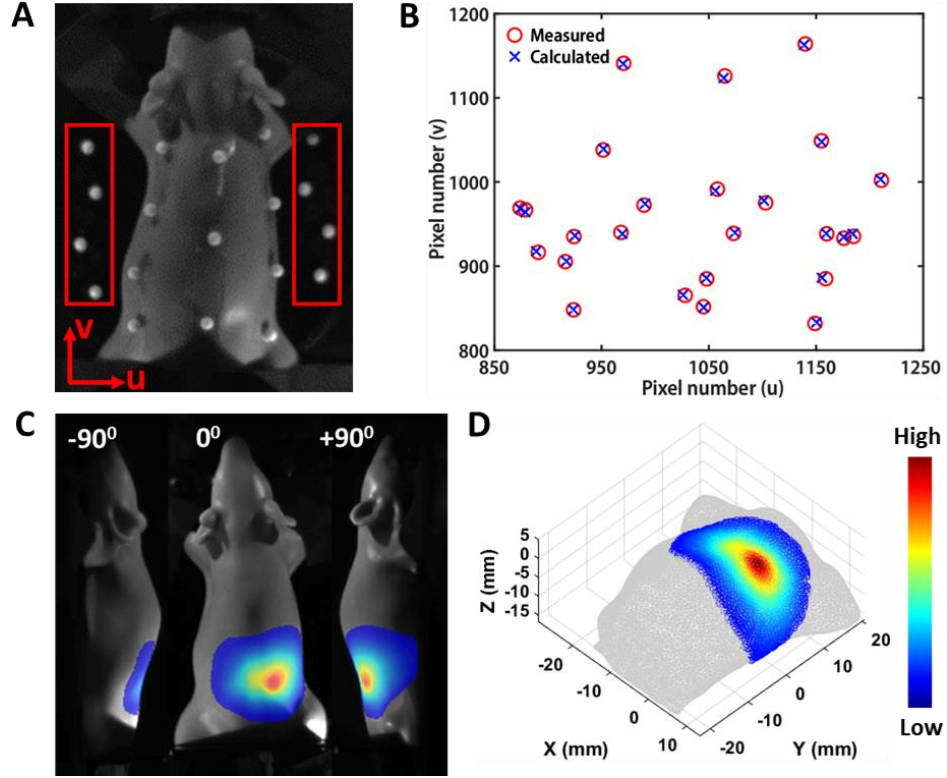 A
v
u
B
1200
1100
1000
900
800
Measured
Calculated
Pixel number (v)
850 950 1050 1150 1250
Pixel number (u)
C
-90⁰ 0⁰ +90⁰
D
High
Low
5
0
-5
-10
-15
Z (mm)
-20
-10
0
10
X (mm)
20
10
0
-10
-20
Y (mm)